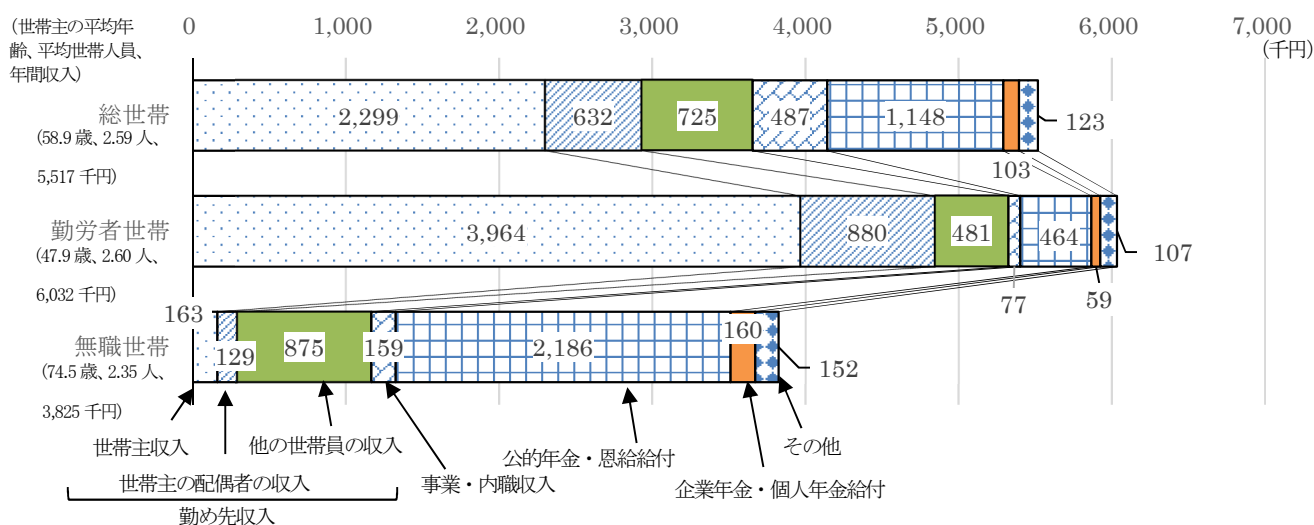 (世帯主の平均年
齢、平均世帯人員、
年間収入)
0 1,000 2,000 3,000 4,000 5,000 6,000 7,000
(千円)
総世帯
(58.9 歳、2.59 人、
5,517 千円)
2,299 632 725 487 1,148 103 123
勤労者世帯
(47.9 歳、2.60 人、
6,032 千円)
3,964 880 481 77 464 59 107
無職世帯
(74.5 歳、2.35 人、
3,825 千円)
163 129 875 159 2,186 160 152
世帯主収入
他の世帯員の収入
公的年金・恩給給付
その他
世帯主の配偶者の収入
事業・内職収入
企業年金・個人年金給付
勤め先収入